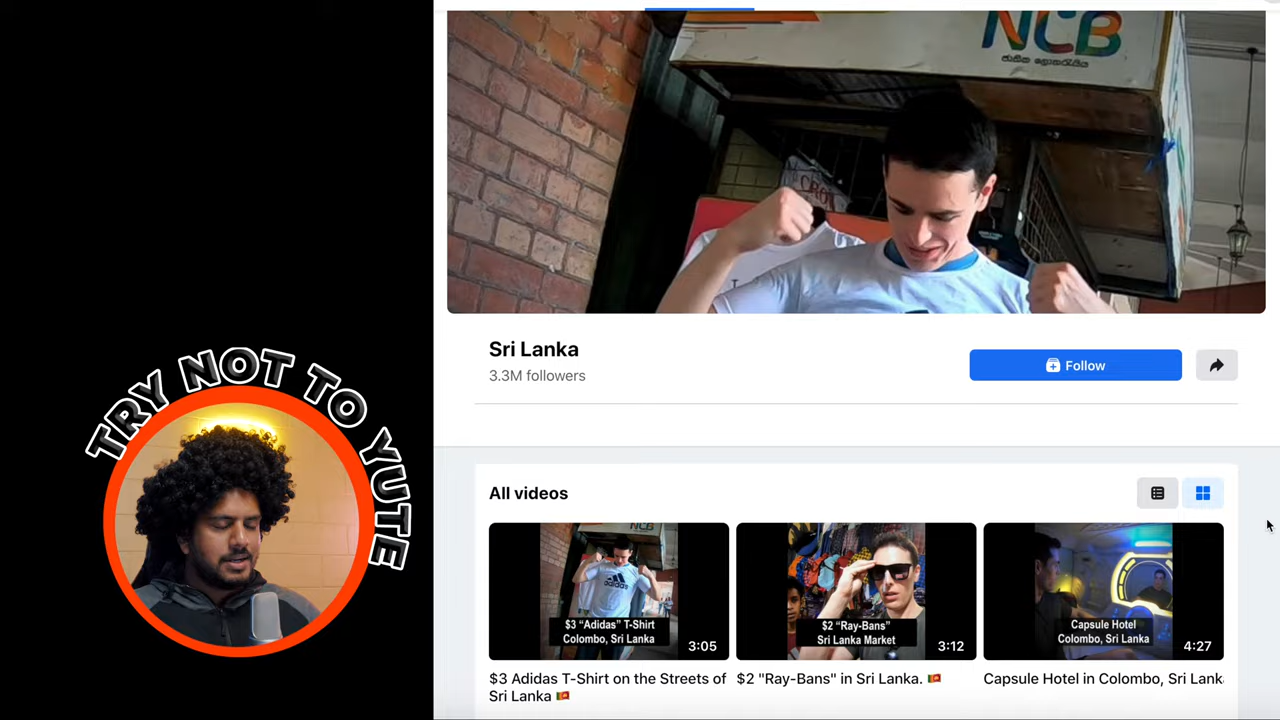 NCB
TRY NOT TO YUTE
Sri Lanka
3.3M followers
Follow
All videos
NCB
adidas
$3 “Adidas” T-Shirt
Colombo, Sri Lanka
3:05
$2 “Ray-Bans”
Sri Lanka Market
3:12
Capsule Hotel
Colombo, Sri Lanka
4:27
$3 Adidas T-Shirt on the Streets of
Sri Lanka
$2 "Ray-Bans" in Sri Lanka.
Capsule Hotel in Colombo, Sri Lank